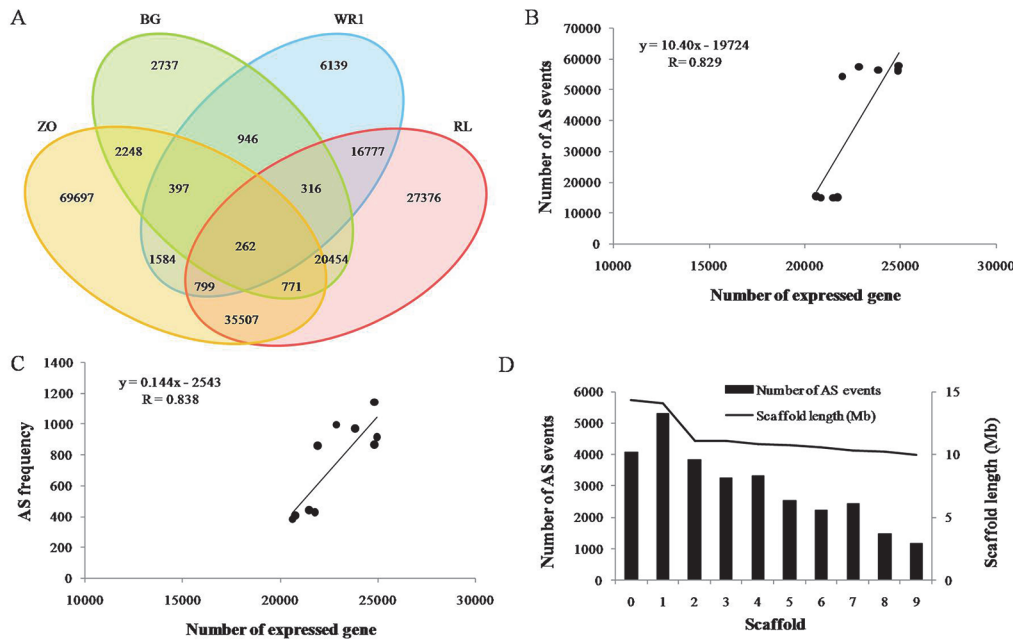 A
BG
WR1
ZO
RL
2737
6139
2248
946
16777
69697
397
316
27376
262
1584
20454
799
771
35507
B
y = 10.40x - 19724
R= 0.829
Number of AS events
70000
60000
50000
40000
30000
20000
10000
0
10000 15000 20000 25000 30000
Number of expressed gene
C
y = 0.144x - 2543
R = 0.838
AS frequency
1400
1200
1000
800
600
400
200
0
10000 15000 20000 25000 30000
Number of expressed gene
D
Number of AS events
Scaffold length (Mb)
Number of AS events
6000
5000
4000
3000
2000
1000
0
15
10
5
0
Scaffold length (Mb)
0 1 2 3 4 5 6 7 8 9
Scaffold